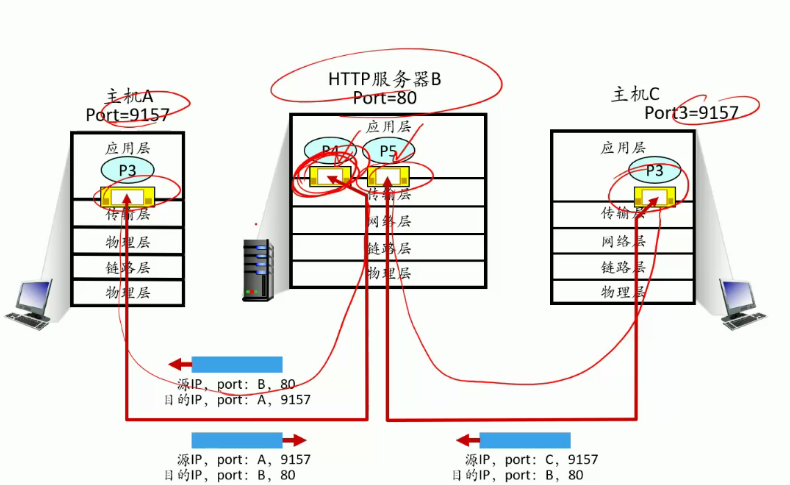 主机A
Port=9157
应用层
P3
传输层
物理层
链路层
物理层
HTTP服务器B
Port=80
应用层
P4
P5
传输层
网络层
链路层
物理层
主机C
Port3=9157
应用层
P3
传输层
网络层
链路层
物理层
源IP，port：B，80
目的IP，port：A，9157
源IP，port：A，9157
目的IP，port：B，80
源IP，port：C，9157
目的IP，port：B，80